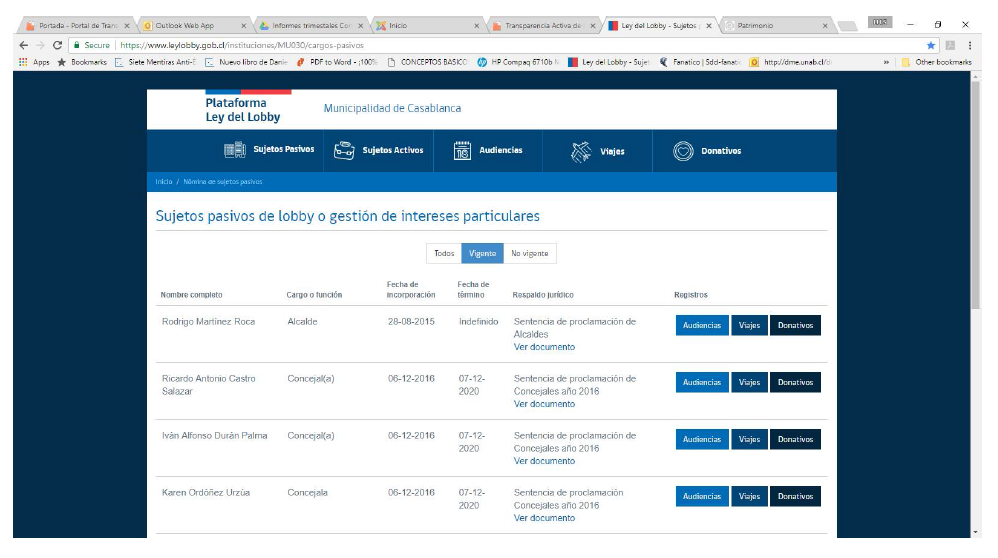 Portada - Portal de Trans
Outlook Web App
Informes trimestrales Con
Inicio
Transparencia Activa de
Ley del Lobby - Sujetos
Patrimonio
Secure | https://www.leylobby.gob.cl/instituciones/MU030/cargos-pasivos
Apps Bookmarks Siete Mentiras Anti-E Nuevo libro de Danie PDF to Word - (100% CONCEPTOS BASICO HP Compaq 6710b N Ley del Lobby - Suje Fanatico | Sdd-fanatic http://dme.unab.cl/di » Other bookmarks
Plataforma
Ley del Lobby
Municipalidad de Casablanca
Sujetos Pasivos Sujetos Activos Audiencias Viajes Donativos
Inicio / Nómina de sujetos pasivos
Sujetos pasivos de lobby o gestión de intereses particulares
Todos Vigente No vigente
Nombre completo Cargo o función Fecha de incorporación Fecha de término Respaldo jurídico Registros
Rodrigo Martínez Roca Alcalde 28-08-2015 Indefinido Sentencia de proclamación de
Alcaldes
Ver documento
Audiencias Viajes Donativos
Ricardo Antonio Castro
Salazar
Concejal(a) 06-12-2016 07-12-
2020
Sentencia de proclamación de
Concejales año 2016
Ver documento
Audiencias Viajes Donativos
Iván Alfonso Durán Palma Concejal(a) 06-12-2016 07-12-
2020
Sentencia de proclamación de
Concejales año 2016
Ver documento
Audiencias Viajes Donativos
Karen Ordóñez Urzúa Concejala 06-12-2016 07-12-
2020
Sentencia de proclamación
Concejales año 2016
Ver documento
Audiencias Viajes Donativos